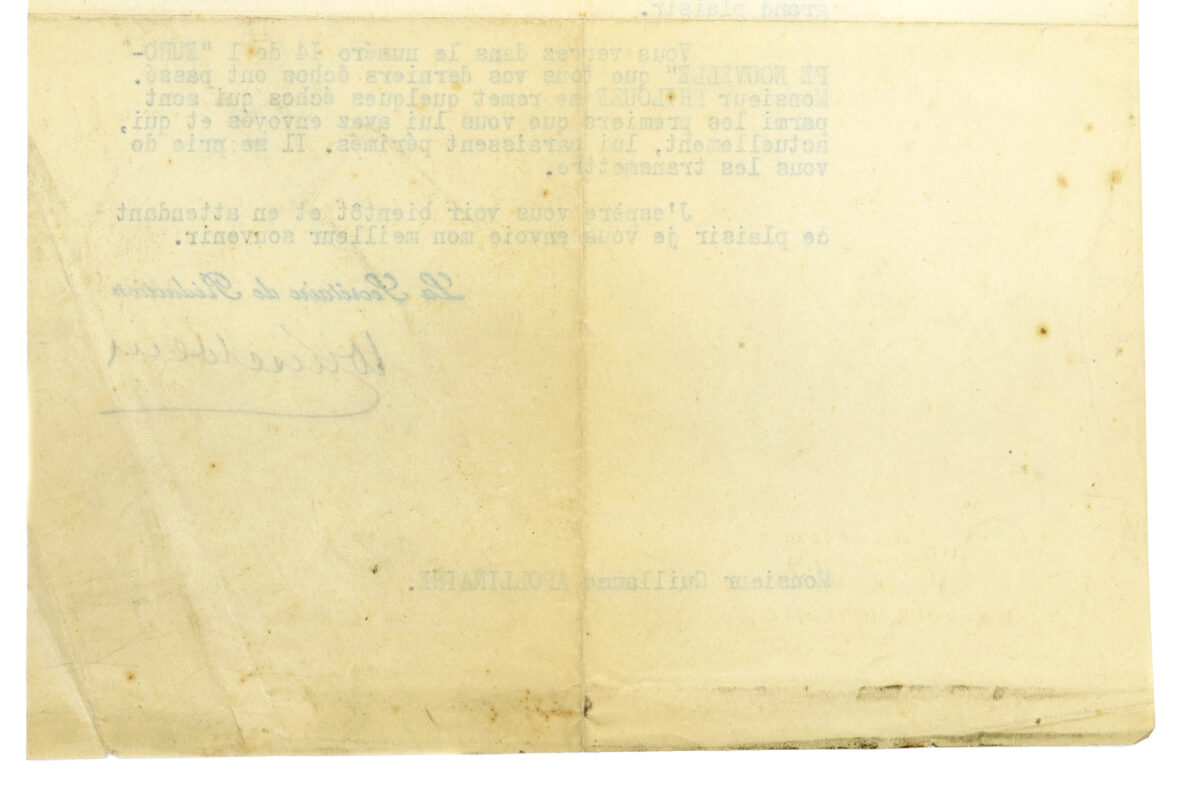 grand plaisir.
Vous verrez dans le numéro 14 de l "EURO-
PE NOUVELLE" que tous vos derniers échos ont passé.
Monsieur me remet quelques échos qui sont
parmi les premiers que vous lui avez envoyés et qui,
actuellement, lui paraissent périmés. Il me prie de
vous les transmettre.
J'espère vous voir bientôt et en attendant
ce plaisir je vous envoie mon meilleur souvenir.
La Secrétaire de Rédaction
Monsieur Guillaume APOLLINAIRE.